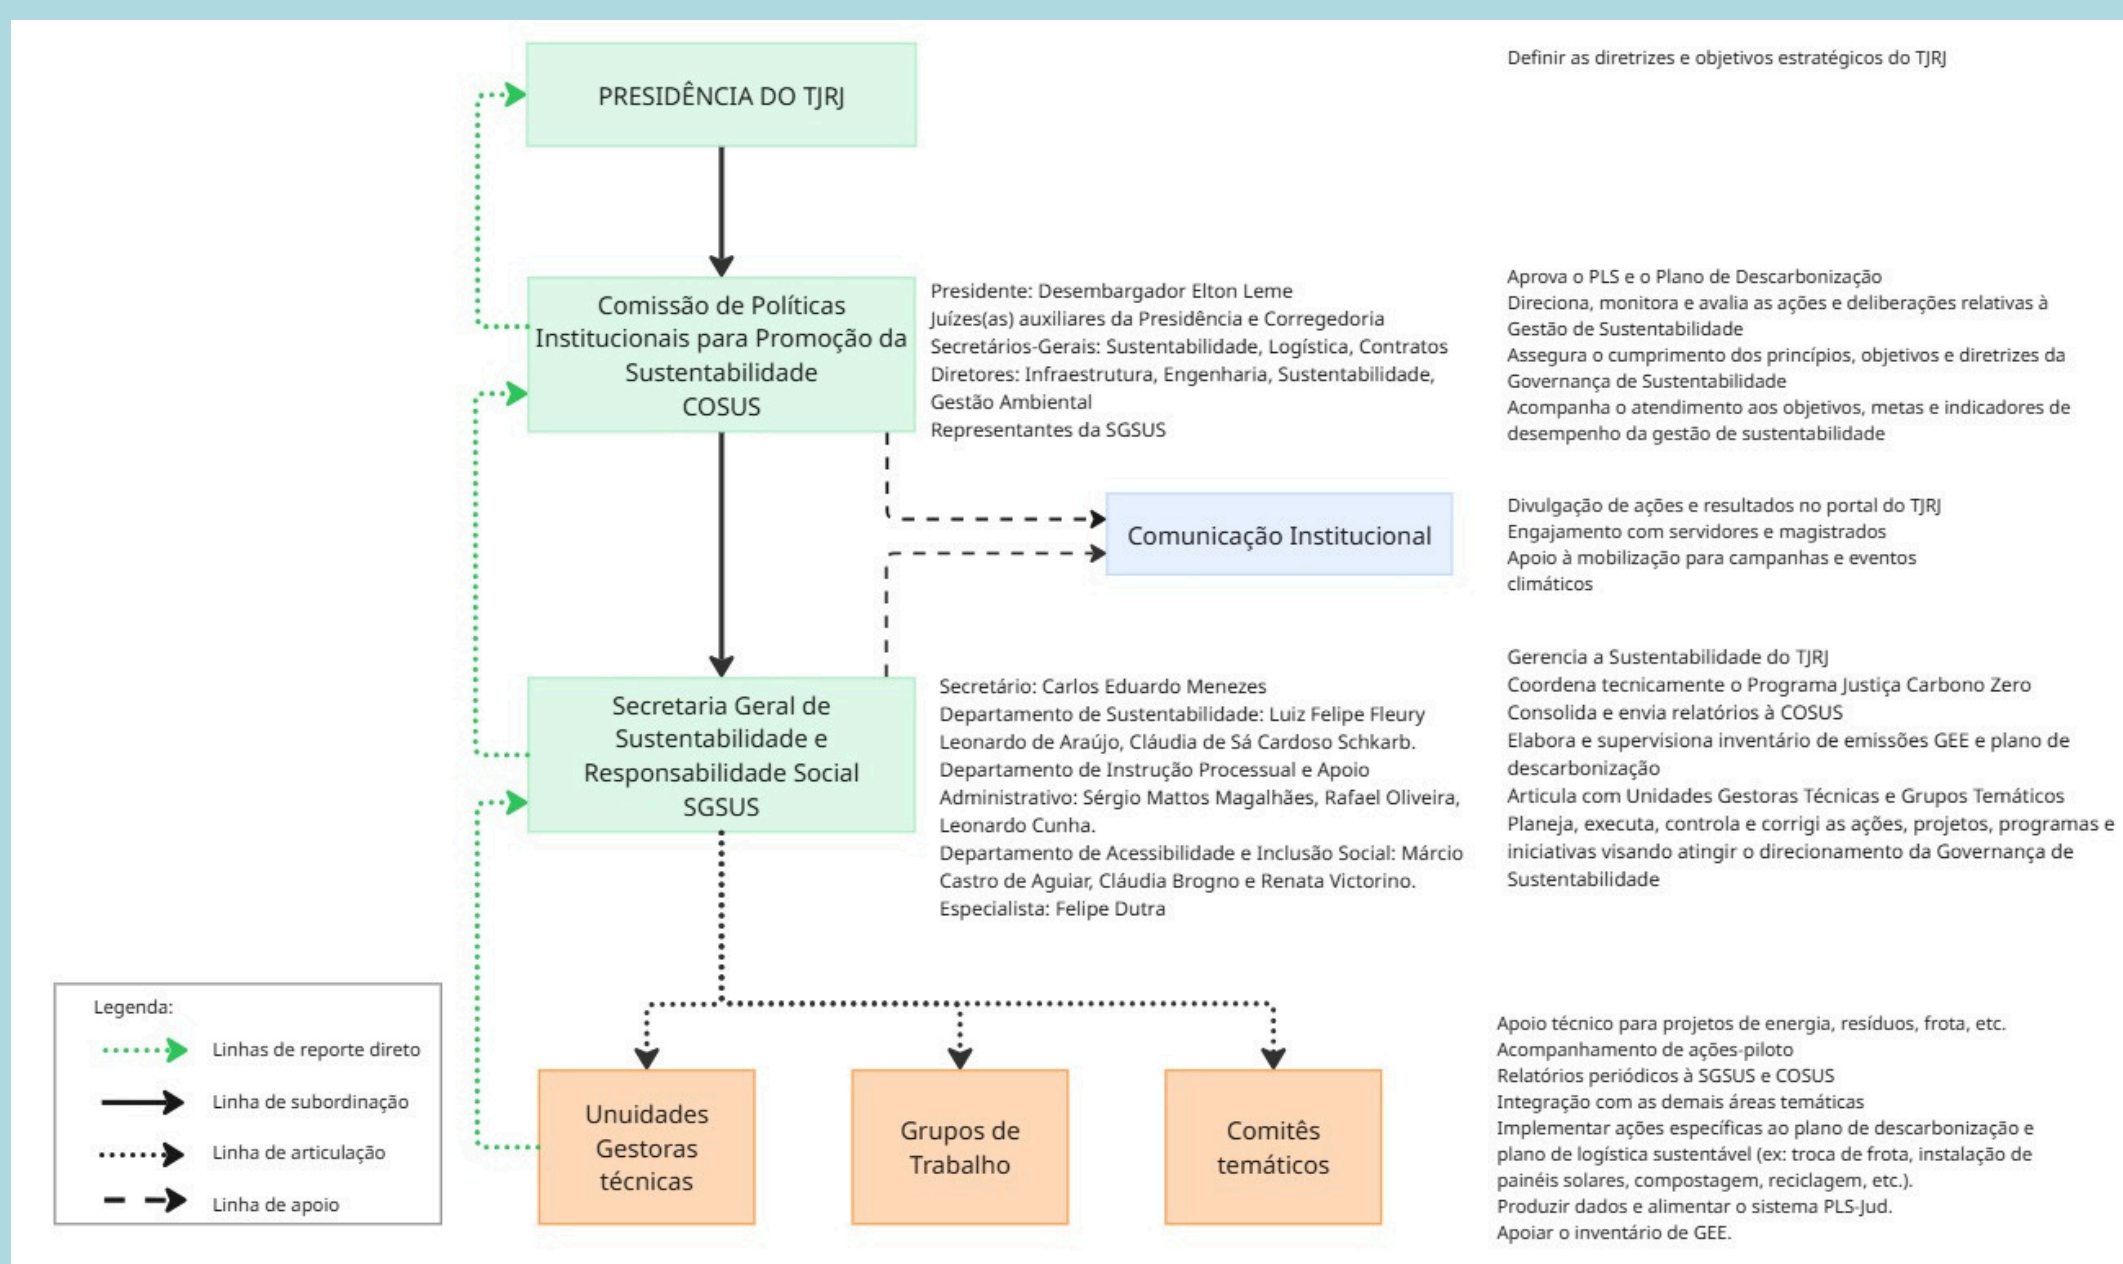 PRESIDÊNCIA DO TJRJ
Definir as diretrizes e objetivos estratégicos do TJRJ
Comissão de Políticas
Institucionais para Promoção da
Sustentabilidade
COSUS
Presidente: Desembargador Elton Leme
Juízes(as) auxiliares da Presidência e Corregedoria
Secretários-Gerais: Sustentabilidade, Logística, Contratos
Diretores: Infraestrutura, Engenharia, Sustentabilidade,
Gestão Ambiental
Representantes da SGSUS
Aprova o PLS e o Plano de Descarbonização
Direciona, monitora e avalia as ações e deliberações relativas à
Gestão de Sustentabilidade
Assegura o cumprimento dos princípios, objetivos e diretrizes da
Governança de Sustentabilidade
Acompanha o atendimento aos objetivos, metas e indicadores de
desempenho da gestão de sustentabilidade
Comunicação Institucional
Divulgação de ações e resultados no portal do TJRJ
Engajamento com servidores e magistrados
Apoio à mobilização para campanhas e eventos
climáticos
Secretaria Geral de
Sustentabilidade e
Responsabilidade Social
SGSUS
Secretário: Carlos Eduardo Menezes
Departamento de Sustentabilidade: Luiz Felipe Fleury
Leonardo de Araújo, Cláudia de Sá Cardoso Schkarb.
Departamento de Instrução Processual e Apoio
Administrativo: Sérgio Mattos Magalhães, Rafael Oliveira,
Leonardo Cunha.
Departamento de Acessibilidade e Inclusão Social: Márcio
Castro de Aguiar, Cláudia Brogno e Renata Victorino.
Especialista: Felipe Dutra
Gerencia a Sustentabilidade do TJRJ
Coordena tecnicamente o Programa Justiça Carbono Zero
Consolida e envia relatórios à COSUS
Elabora e supervisiona inventário de emissões GEE e plano de
descarbonização
Articula com Unidades Gestoras Técnicas e Grupos Temáticos
Planeja, executa, controla e corrigi as ações, projetos, programas e
iniciativas visando atingir o direcionamento da Governança de
Sustentabilidade
Legenda:
Linhas de reporte direto
Linha de subordinação
Linha de articulação
Linha de apoio
Unuidades
Gestoras
técnicas
Grupos de
Trabalho
Comitês
temáticos
Apoio técnico para projetos de energia, resíduos, frota, etc.
Acompanhamento de ações-piloto
Relatórios periódicos à SGSUS e COSUS
Integração com as demais áreas temáticas
Implementar ações específicas ao plano de descarbonização e
plano de logística sustentável (ex: troca de frota, instalação de
painéis solares, compostagem, reciclagem, etc.).
Produzir dados e alimentar o sistema PLS-Jud.
Apoiar o inventário de GEE.